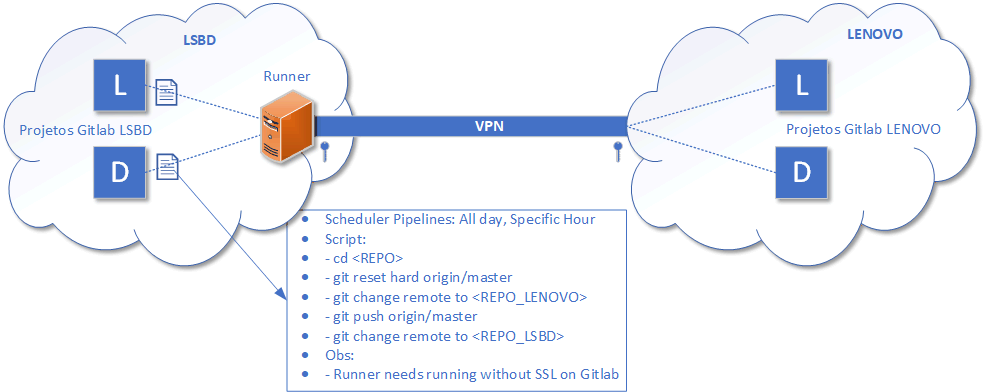 LSBD
LENOVO
Runner
L
L
Projetos Gitlab LSBD
VPN
Projetos Gitlab LENOVO
D
D
• Scheduler Pipelines: All day, Specific Hour
• Script:
• - cd <REPO>
• - git reset hard origin/master
• - git change remote to <REPO_LENOVO>
• - git push origin/master
• - git change remote to <REPO_LSBD>
• Obs:
• - Runner needs running without SSL on Gitlab